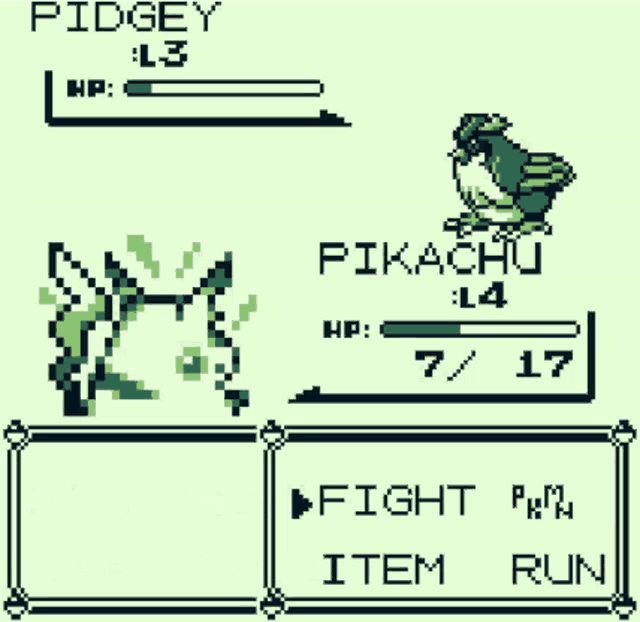 PIDGEY
:L3
HP:
PIKACHU
:L4
HP:
7/ 17
FIGHT PKMN
ITEM RUN